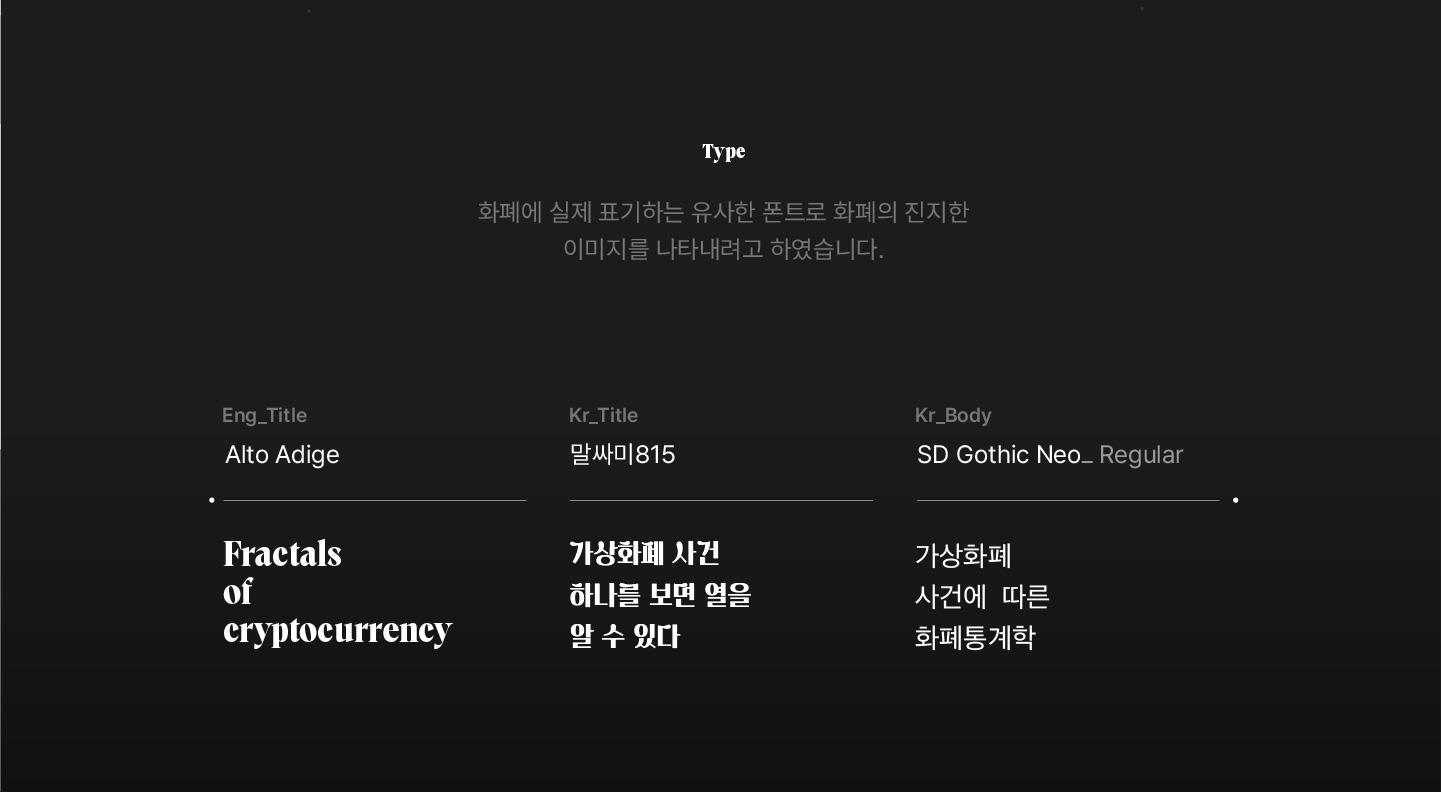 Type
화폐에 실제 표기하는 유사한 폰트로 화폐의 진지한
이미지를 나타내려고 하였습니다.
Eng_Title
Alto Adige
Fractals
of
cryptocurrency
Kr_Title
말싸미815
가상화폐 사건
하나를 보면 열을
알 수 있다
Kr_Body
SD Gothic Neo_ Regular
가상화폐
사건에 따른
화폐통계학